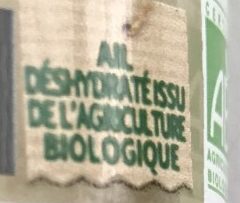 AIL
DÉSHYDRATÉ ISSU
DE L'AGRICULTURE
BIOLOGIQUE